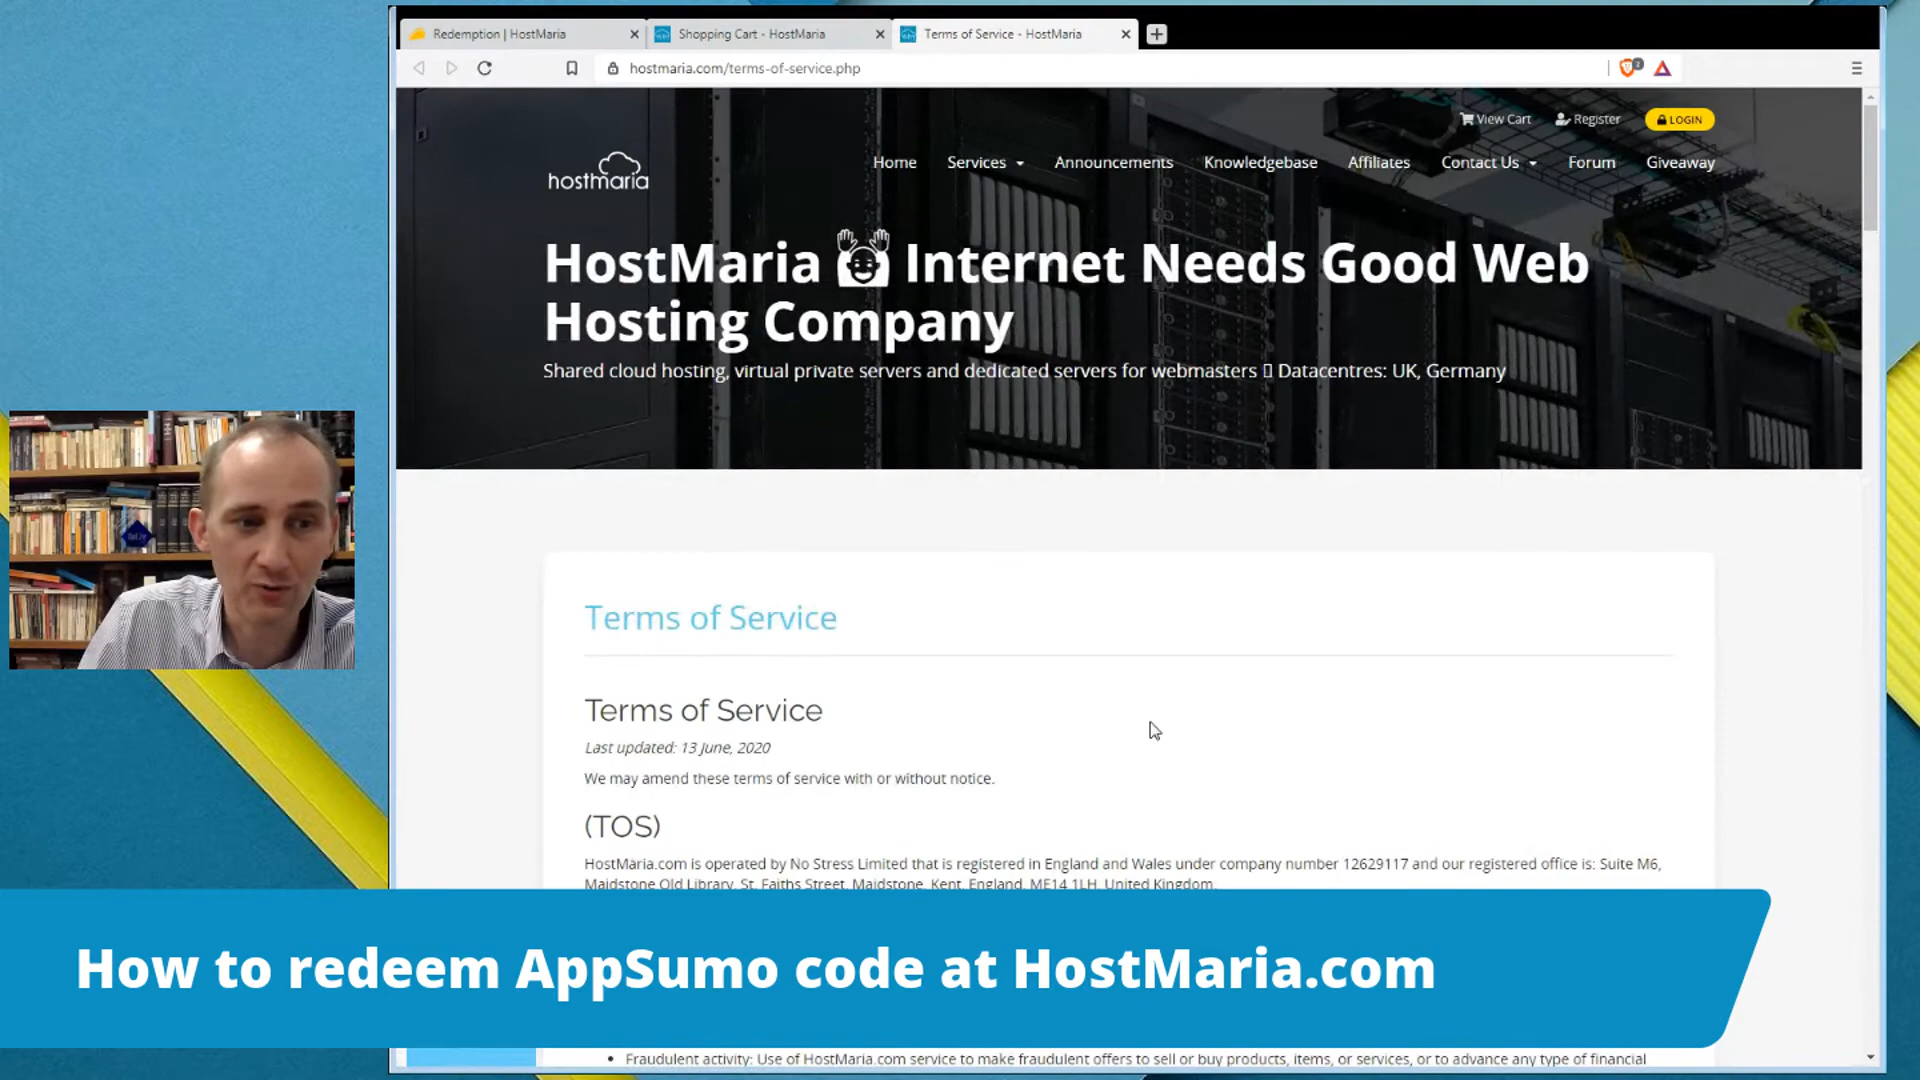 Redemption | HostMaria
Shopping Cart - HostMaria
Terms of Service - HostMaria
hostmaria.com/terms-of-service.php
2
View Cart
Register
LOGIN
hostmaria
Home
Services
Announcements
Knowledgebase
Affiliates
Contact Us
Forum
Giveaway
HostMaria Internet Needs Good Web
Hosting Company
Shared cloud hosting, virtual private servers and dedicated servers for webmasters ▯ Datacentres: UK, Germany
Terms of Service
Terms of Service
Last updated: 13 June, 2020
We may amend these terms of service with or without notice.
(TOS)
HostMaria.com is operated by No Stress Limited that is registered in England and Wales under company number 12629117 and our registered office is: Suite M6,
Maidstone Old Library, St. Faiths Street, Maidstone, Kent, England, ME14 1LH, United Kingdom.
How to redeem AppSumo code at HostMaria.com
• Fraudulent activity: Use of HostMaria.com service to make fraudulent offers to sell or buy products, items, or services, or to advance any type of financial